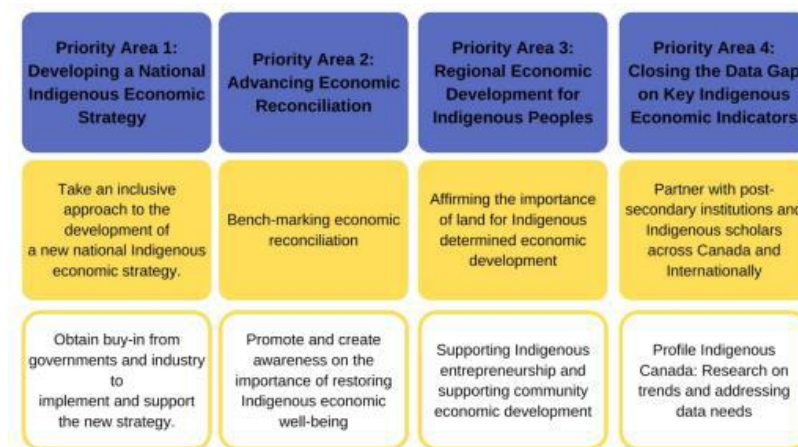 Priority Area 1:
Developing a National
Indigenous Economic
Strategy
Priority Area 2:
Advancing Economic
Reconciliation
Priority Area 3:
Regional Economic
Development for
Indigenous Peoples
Priority Area 4:
Closing the Data Gap
on Key Indigenous
Economic Indicators
Take an inclusive
approach to the
development of
a new national Indigenous
economic strategy.
Bench-marking economic
reconciliation
Affirming the importance
of land for Indigenous
determined economic
development
Partner with post-
secondary institutions and
Indigenous scholars
across Canada and
Internationally
Obtain buy-in from
governments and industry
to
implement and support
the new strategy.
Promote and create
awareness on the
importance of restoring
Indigenous economic
well-being
Supporting Indigenous
entrepreneurship and
supporting community
economic development
Profile Indigenous
Canada: Research on
trends and addressing
data needs